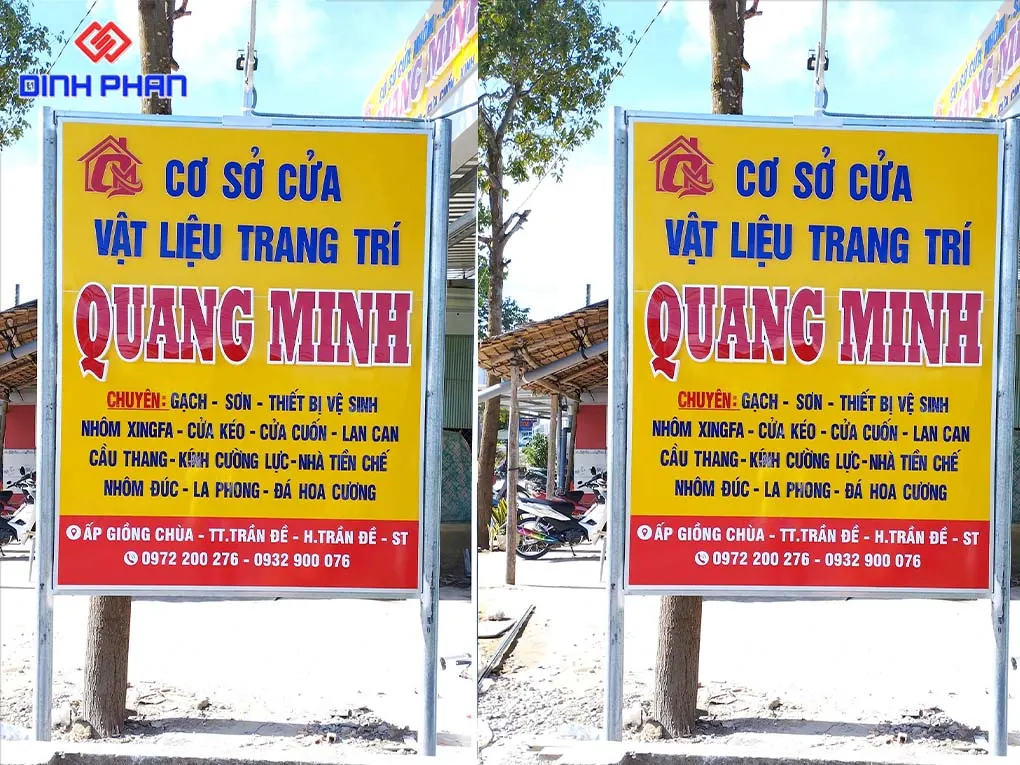 DINH PHAN
CƠ SỞ CỬA
VẬT LIỆU TRANG TRÍ
QUANG MINH
CHUYÊN: GẠCH - SƠN - THIẾT BỊ VỆ SINH
NHÔM XINGFA - CỬA KÉO - CỬA CUỐN - LAN CAN
CẦU THANG - KÍNH CƯỜNG LỰC - NHÀ TIỀN CHẾ
NHÔM ĐÚC - LA PHONG - ĐÁ HOA CƯƠNG
ẤP GIỒNG CHÙA - TT.TRẦN ĐỀ - H.TRẦN ĐỀ - ST
0972 200 276 - 0932 900 076
CƠ SỞ CỬA
VẬT LIỆU TRANG TRÍ
QUANG MINH
CHUYÊN: GẠCH - SƠN - THIẾT BỊ VỆ SINH
NHÔM XINGFA - CỬA KÉO - CỬA CUỐN - LAN CAN
CẦU THANG - KÍNH CƯỜNG LỰC - NHÀ TIỀN CHẾ
NHÔM ĐÚC - LA PHONG - ĐÁ HOA CƯƠNG
ẤP GIỒNG CHÙA - TT.TRẦN ĐỀ - H.TRẦN ĐỀ - ST
0972 200 276 - 0932 900 076